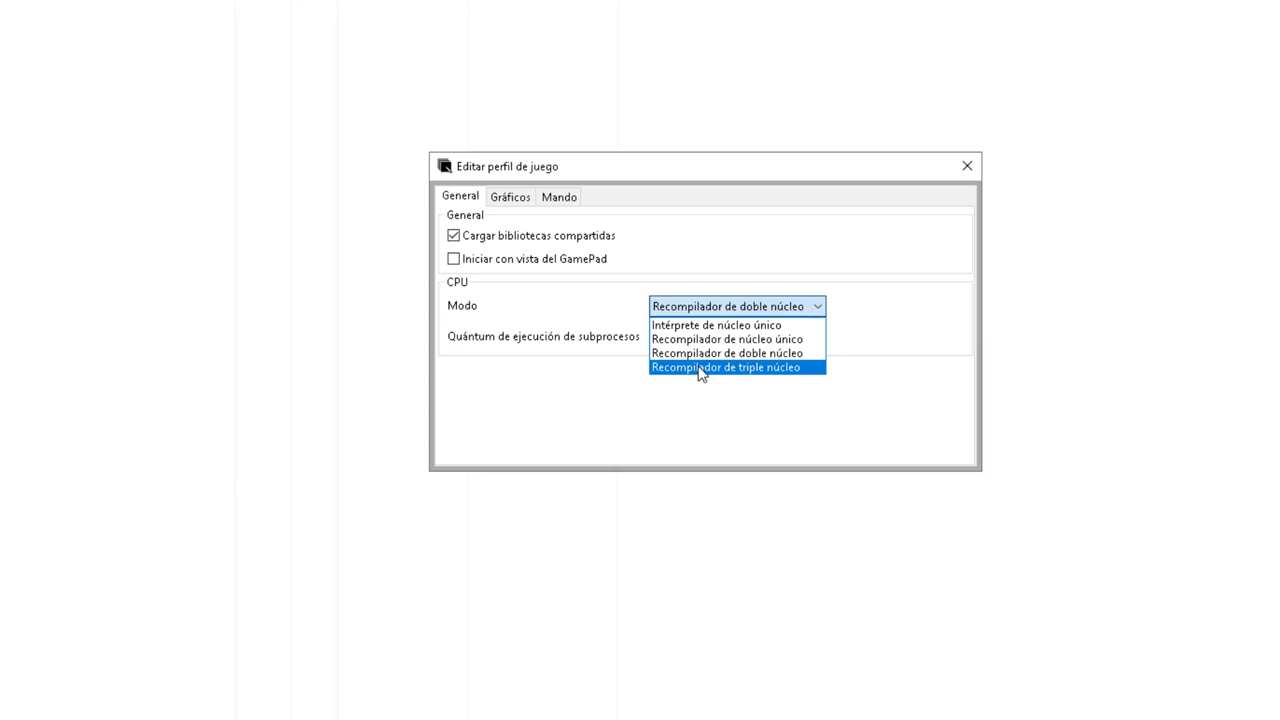 Editar perfil de juego
General Gráficos Mando
General
Cargar bibliotecas compartidas
Iniciar con vista del GamePad
CPU
Modo Recompilador de doble núcleo
Intérprete de núcleo único
Quántum de ejecución de subprocesos Recompilador de núcleo único
Recompilador de doble núcleo
Recompilador de triple núcleo